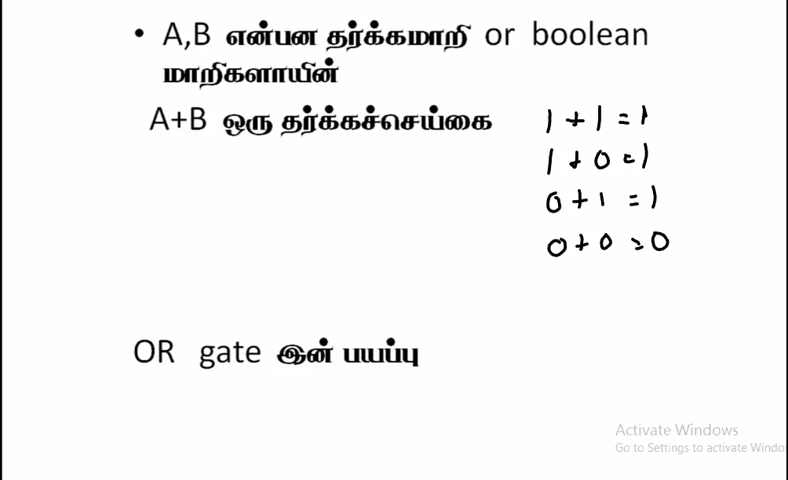 • A,B என்பன தர்க்கமாறி or boolean
மாறிகளாயின்
A+B ஒரு தர்க்கச்செய்கை
1 + 1 = 1
1 + 0 = 1
0 + 1 = 1
0 + 0 = 0
OR gate இன் பயப்பு
Activate Windows
Go to Settings to activate Windo